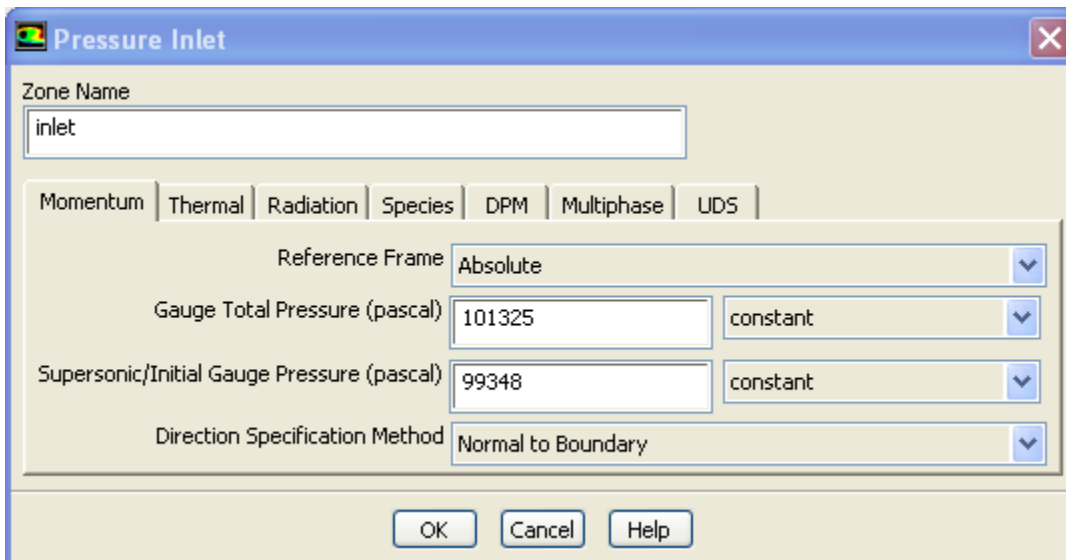 Pressure Inlet
Zone Name
inlet
Momentum Thermal Radiation Species DPM Multiphase UDS
Reference Frame Absolute
Gauge Total Pressure (pascal) 101325 constant
Supersonic/Initial Gauge Pressure (pascal) 99348 constant
Direction Specification Method Normal to Boundary
OK Cancel Help